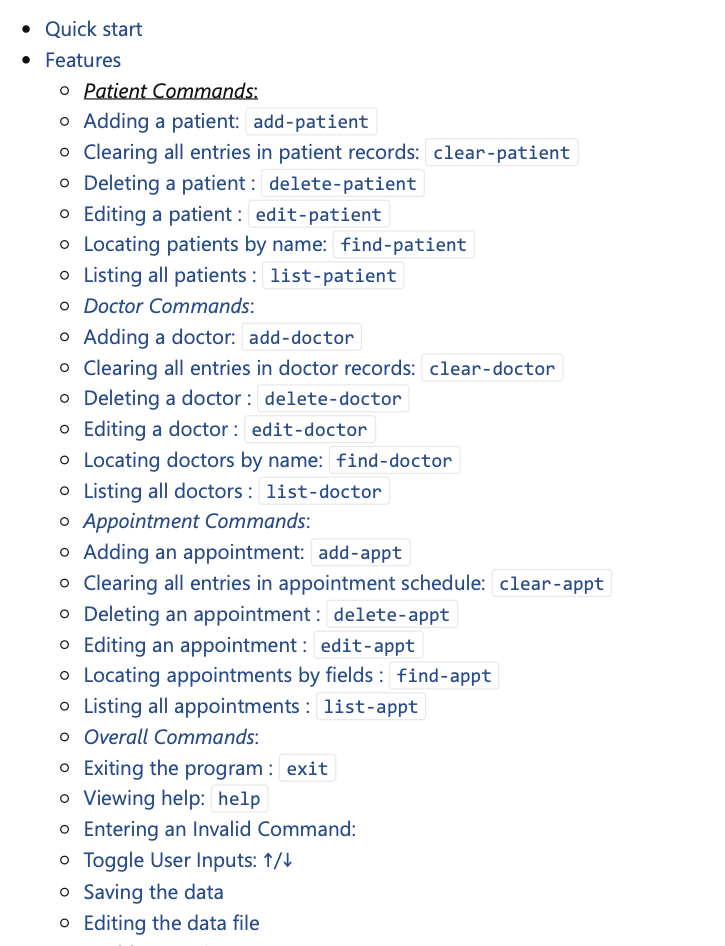 Quick start
Features
Patient Commands:
Adding a patient: add-patient
Clearing all entries in patient records: clear-patient
Deleting a patient : delete-patient
Editing a patient : edit-patient
Locating patients by name: find-patient
Listing all patients : list-patient
Doctor Commands:
Adding a doctor: add-doctor
Clearing all entries in doctor records: clear-doctor
Deleting a doctor : delete-doctor
Editing a doctor : edit-doctor
Locating doctors by name: find-doctor
Listing all doctors : list-doctor
Appointment Commands:
Adding an appointment: add-appt
Clearing all entries in appointment schedule: clear-appt
Deleting an appointment : delete-appt
Editing an appointment : edit-appt
Locating appointments by fields : find-appt
Listing all appointments : list-appt
Overall Commands:
Exiting the program : exit
Viewing help: help
Entering an Invalid Command:
Toggle User Inputs: ↑/↓
Saving the data
Editing the data file